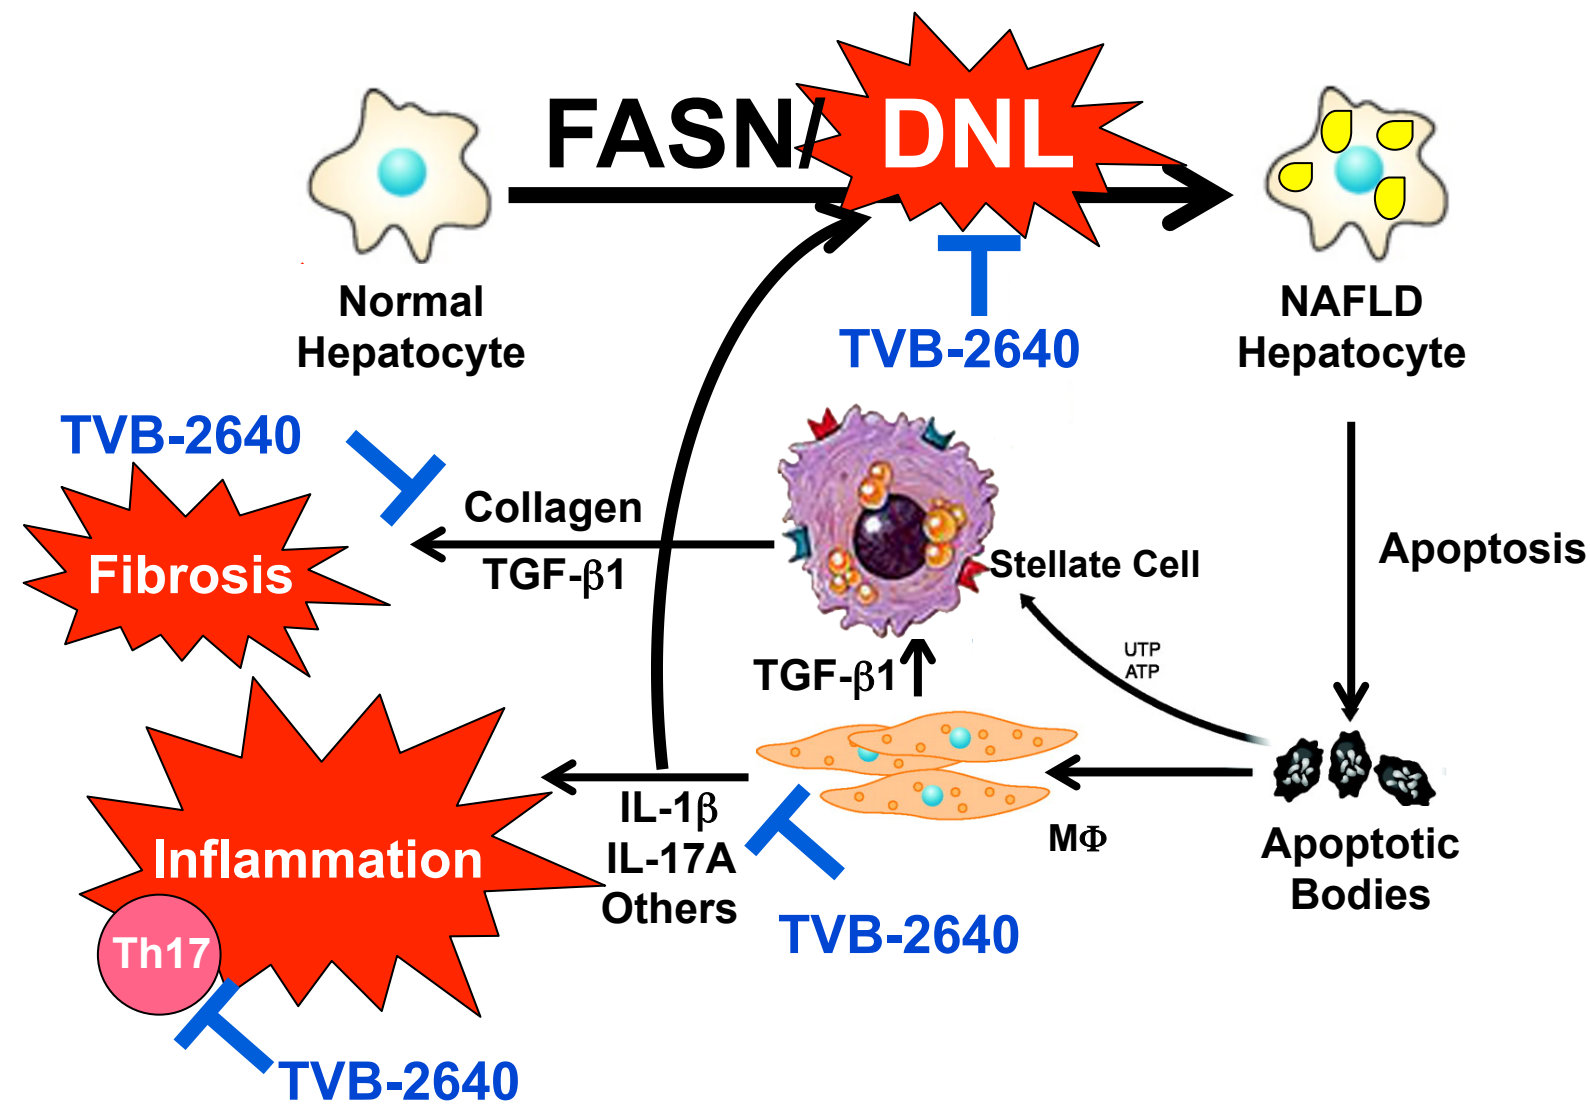 FASN/ DNL
Normal
Hepatocyte
TVB-2640
NAFLD
Hepatocyte
TVB-2640
Collagen
TGF-β1
Fibrosis
Stellate Cell
Apoptosis
UTP
ATP
TGF-β1
IL-1β
IL-17A
Others
Inflammation
MΦ
Apoptotic
Bodies
TVB-2640
Th17
TVB-2640